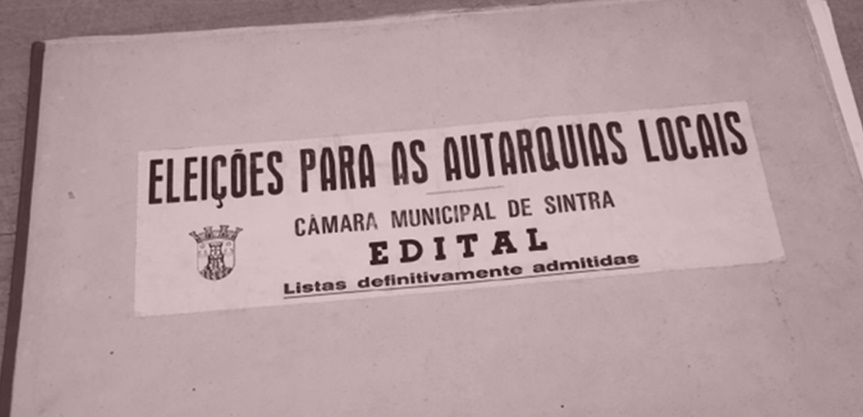 ELEIÇÕES PARA AS AUTARQUIAS LOCAIS
CÂMARA MUNICIPAL DE SINTRA
EDITAL
Listas definitivamente admitidas